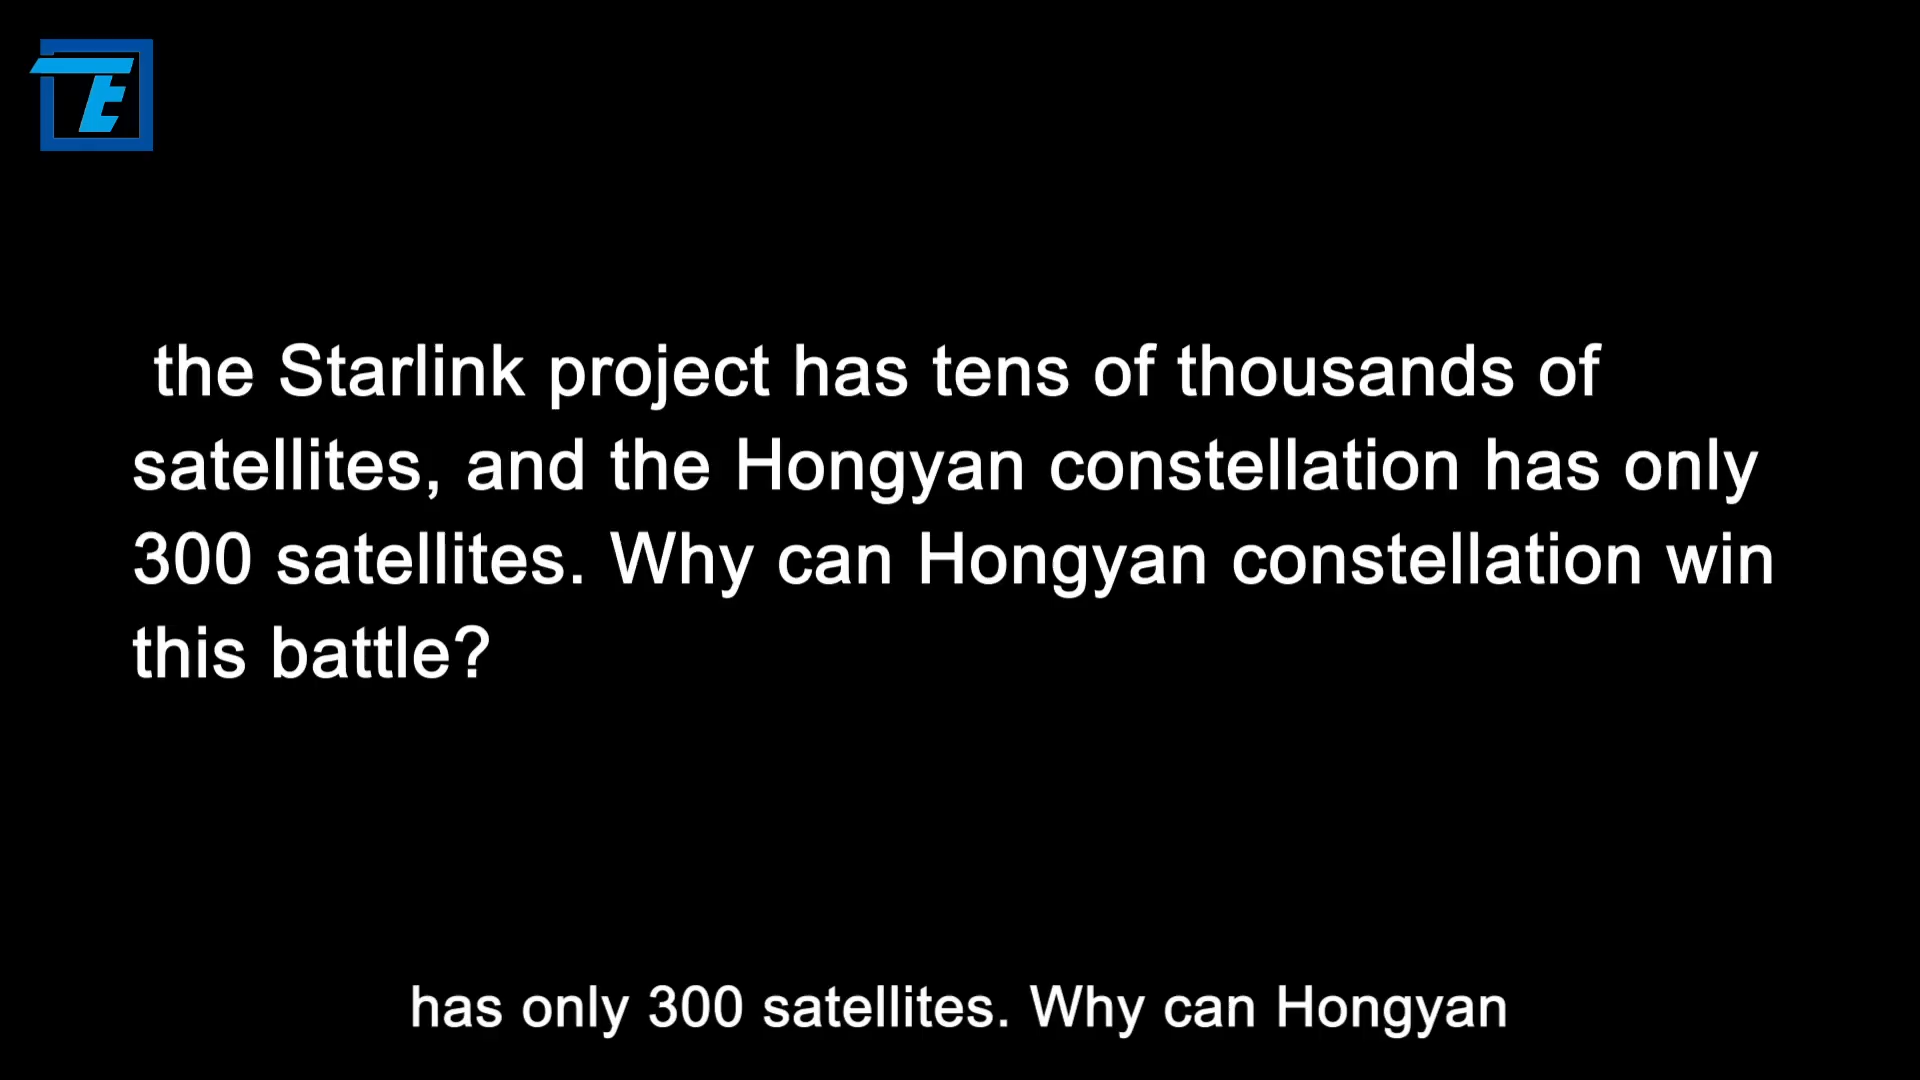 the Starlink project has tens of thousands of
satellites, and the Hongyan constellation has only
300 satellites. Why can Hongyan constellation win
this battle?
has only 300 satellites. Why can Hongyan